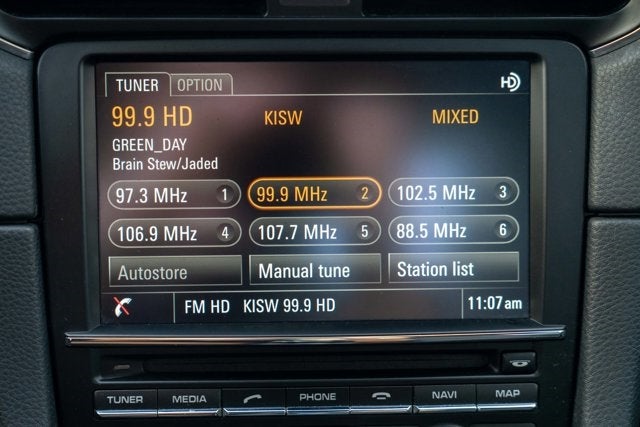 TUNER OPTION HD
99.9 HD KISW MIXED
GREEN_DAY
Brain Stew/Jaded
97.3 MHz 1 99.9 MHz 2 102.5 MHz 3
106.9 MHz 4 107.7 MHz 5 88.5 MHz 6
Autostore Manual tune Station list
FM HD KISW 99.9 HD 11:07 am
TUNER MEDIA PHONE NAVI MAP